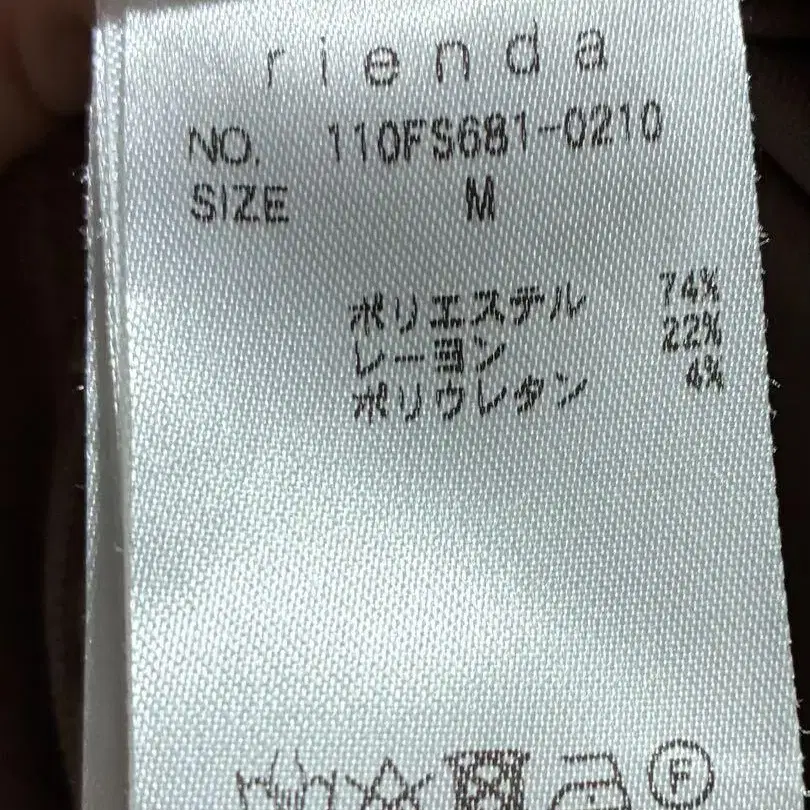 rienda
NO. 110FS681-0210
SIZE M
ポリエステル 74%
レーヨン 22%
ポリウレタン 4%
F